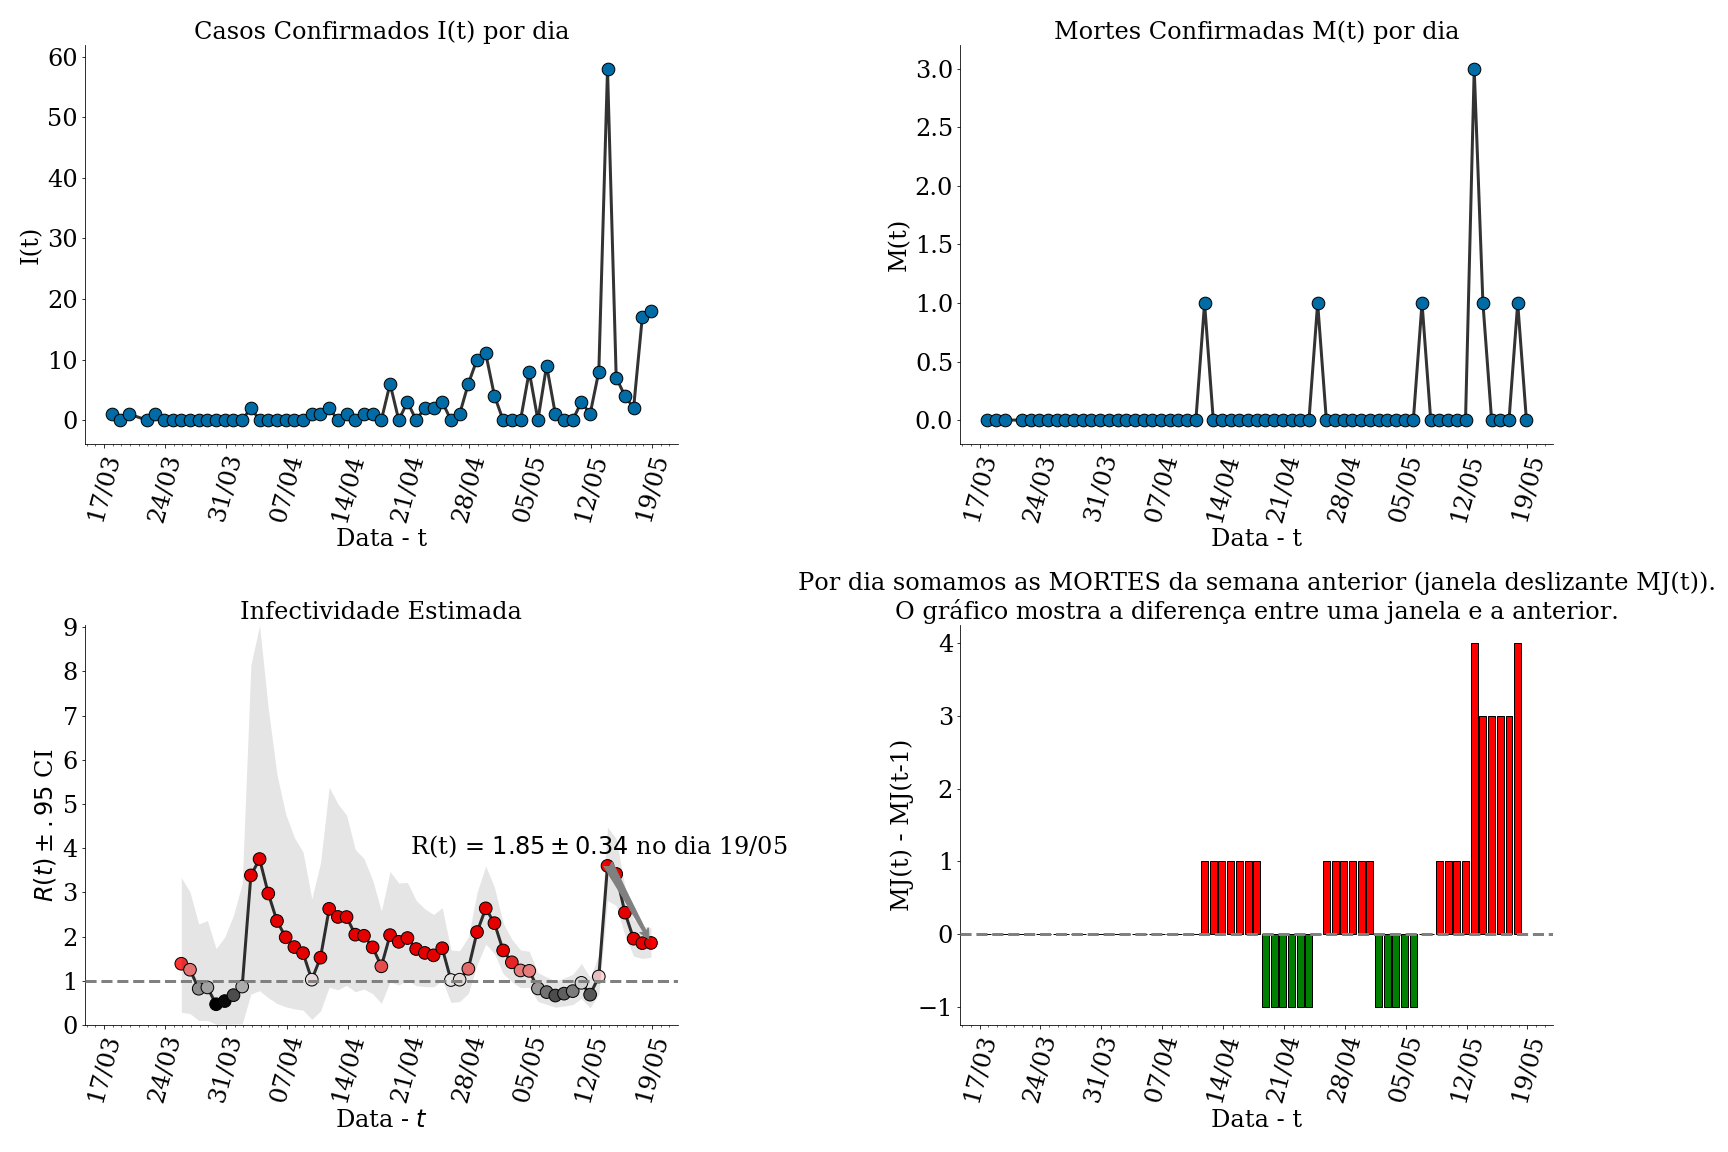 Casos Confirmados I(t) por dia
60
50
40
30
20
10
0
I(t)
17/03 24/03 31/03 07/04 14/04 21/04 28/04 05/05 12/05 19/05
Data - t
Mortes Confirmadas M(t) por dia
3.0
2.5
2.0
1.5
1.0
0.5
0.0
M(t)
17/03 24/03 31/03 07/04 14/04 21/04 28/04 05/05 12/05 19/05
Data - t
Infectividade Estimada
9
8
7
6
5
4
3
2
1
0
R(t) ± .95 CI
R(t) = 1.85 ± 0.34 no dia 19/05
17/03 24/03 31/03 07/04 14/04 21/04 28/04 05/05 12/05 19/05
Data - t
Por dia somamos as MORTES da semana anterior (janela deslizante MJ(t)).
O gráfico mostra a diferença entre uma janela e a anterior.
4
3
2
1
0
−1
MJ(t) - MJ(t-1)
17/03 24/03 31/03 07/04 14/04 21/04 28/04 05/05 12/05 19/05
Data - t